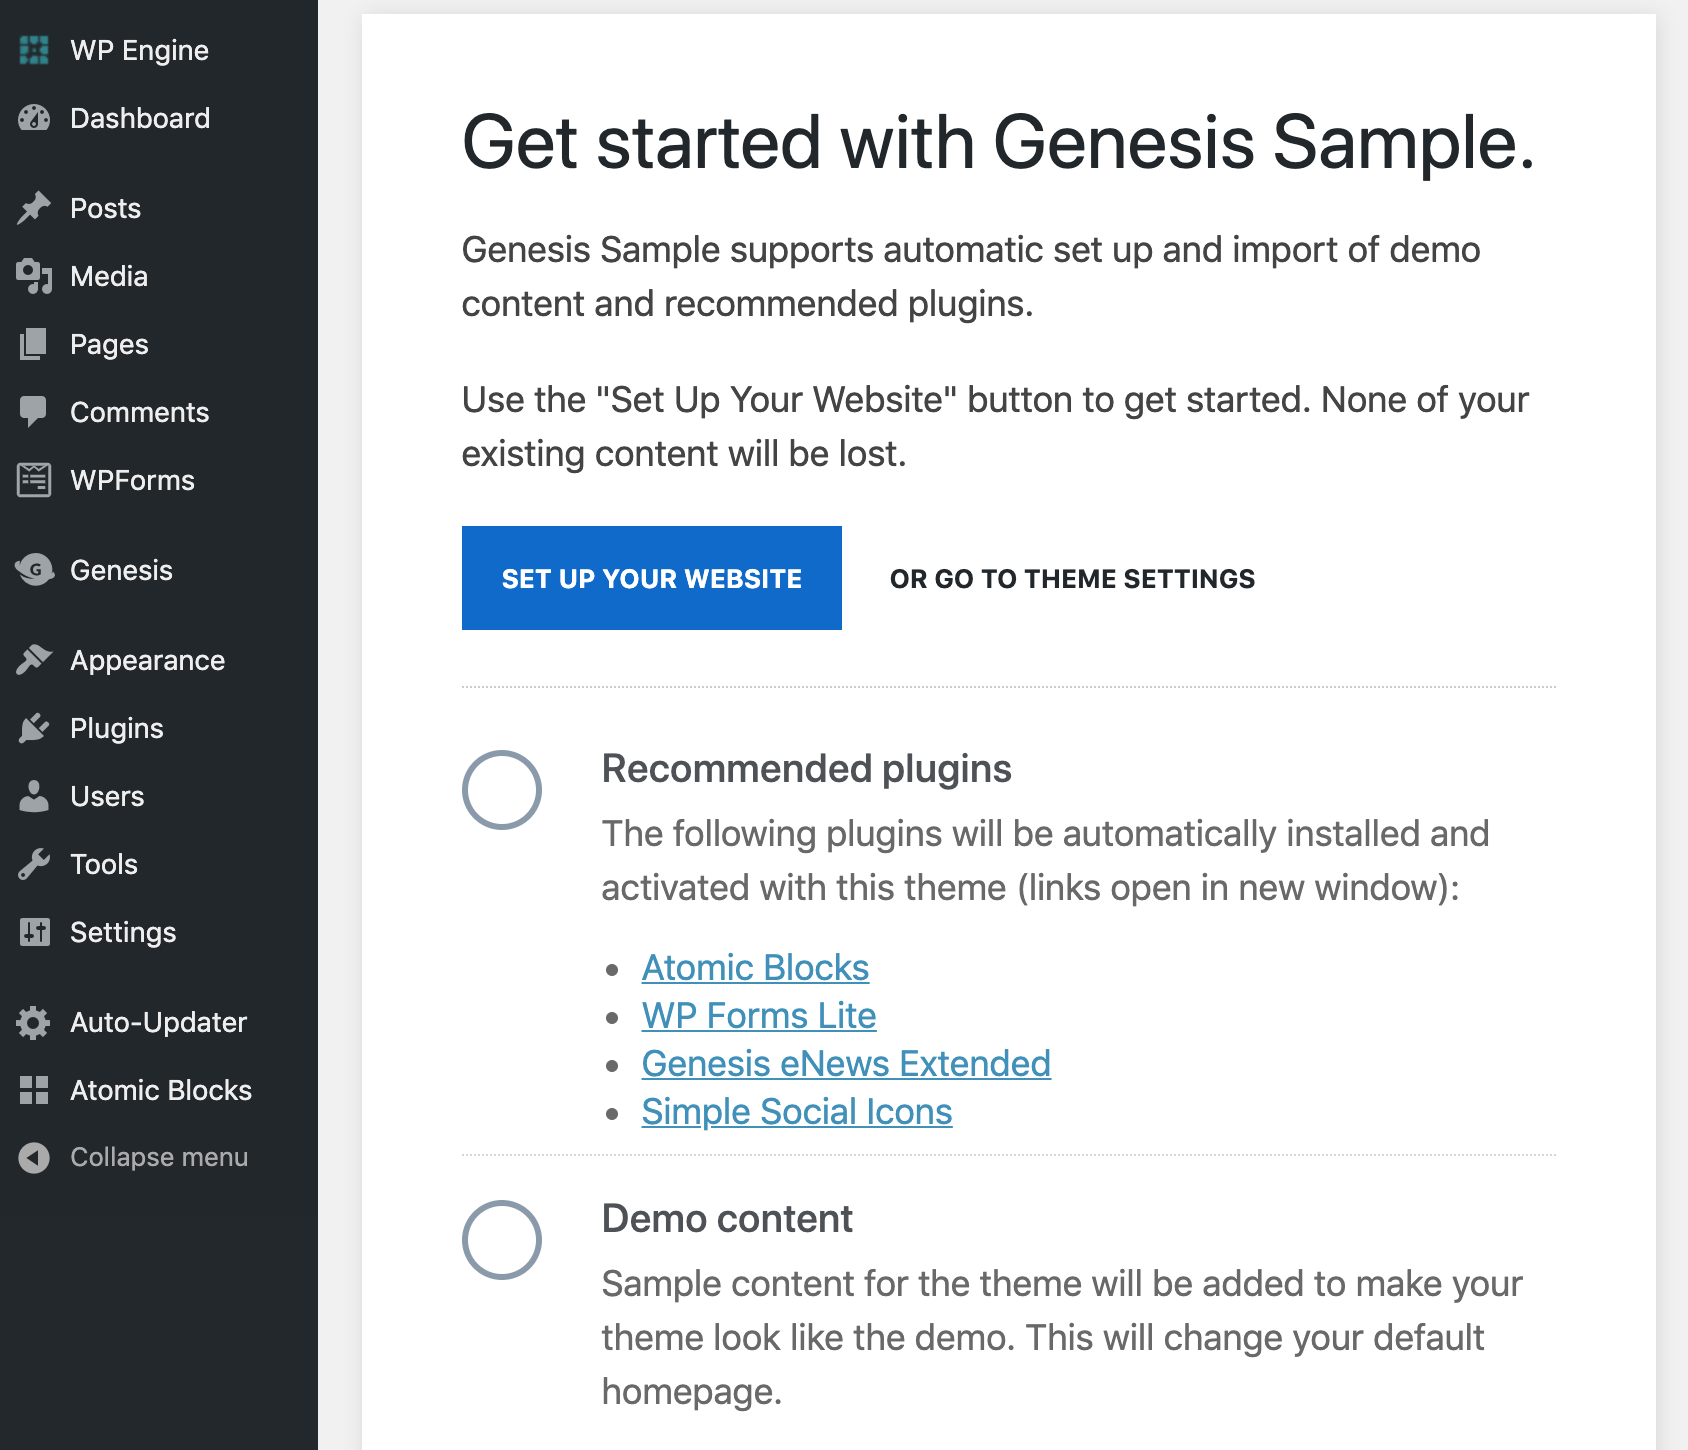 WP Engine
Dashboard
Posts
Media
Pages
Comments
WPForms
Genesis
Appearance
Plugins
Users
Tools
Settings
Auto-Updater
Atomic Blocks
Collapse menu
Get started with Genesis Sample.
Genesis Sample supports automatic set up and import of demo
content and recommended plugins.
Use the "Set Up Your Website" button to get started. None of your
existing content will be lost.
SET UP YOUR WEBSITE
OR GO TO THEME SETTINGS
Recommended plugins
The following plugins will be automatically installed and
activated with this theme (links open in new window):
• Atomic Blocks
• WP Forms Lite
• Genesis eNews Extended
• Simple Social Icons
Demo content
Sample content for the theme will be added to make your
theme look like the demo. This will change your default
homepage.